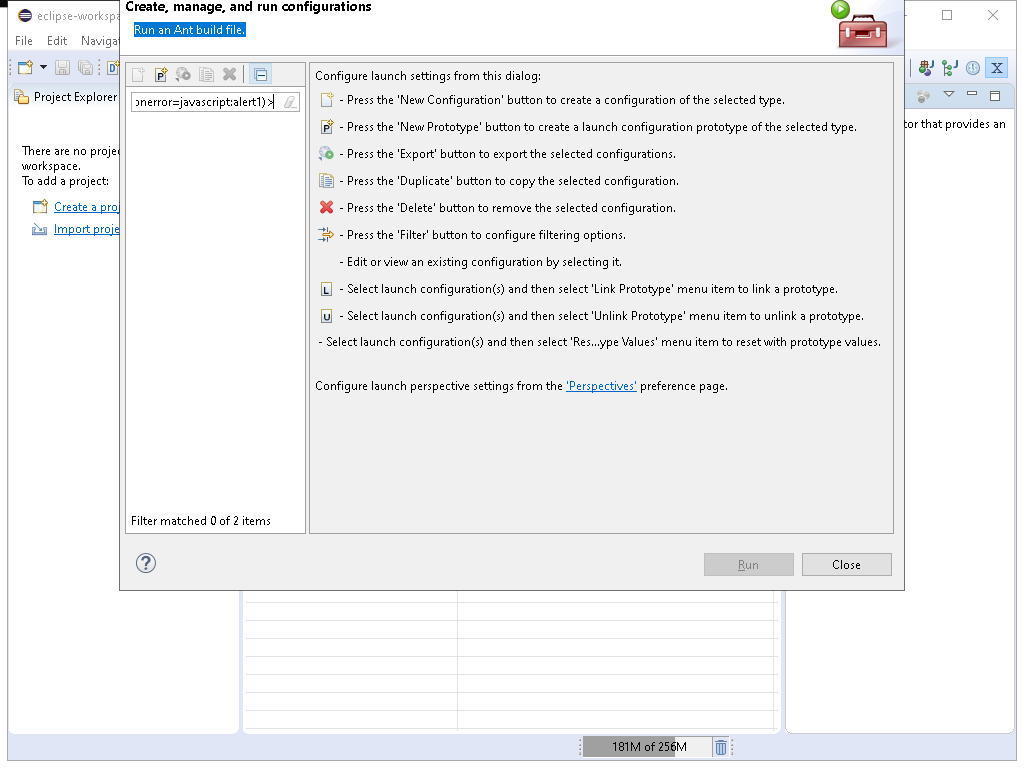 Create, manage, and run configurations
Run an Ant build file.
eclipse-workspa
File Edit Navigat
Project Explorer
There are no projec
workspace.
To add a project:
Create a proj
Import proje
onerror=javascript:alert1)>
Filter matched 0 of 2 items
Configure launch settings from this dialog:
- Press the 'New Configuration' button to create a configuration of the selected type.
P - Press the 'New Prototype' button to create a launch configuration prototype of the selected type.
- Press the 'Export' button to export the selected configurations.
- Press the 'Duplicate' button to copy the selected configuration.
- Press the 'Delete' button to remove the selected configuration.
- Press the 'Filter' button to configure filtering options.
- Edit or view an existing configuration by selecting it.
L - Select launch configuration(s) and then select 'Link Prototype' menu item to link a prototype.
U - Select launch configuration(s) and then select 'Unlink Prototype' menu item to unlink a prototype.
- Select launch configuration(s) and then select 'Res...ype Values' menu item to reset with prototype values.
Configure launch perspective settings from the 'Perspectives' preference page.
tor that provides an
Run Close
181M of 256M